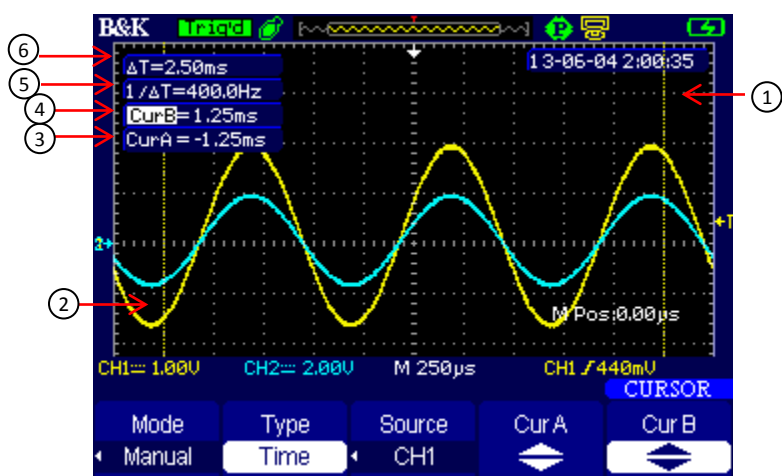 B&K Trig'd P
6
5
4
3
2
1
ΔT=2.50ms
13-06-04 2:00:35
1/ΔT=400.0Hz
CurB=1.25ms
CurA=-1.25ms
T
2
M Pos:0.00µs
CH1 1.00V CH2 2.00V M 250µs CH1 440mV
CURSOR
Mode Type Source Cur A Cur B
Manual Time CH1